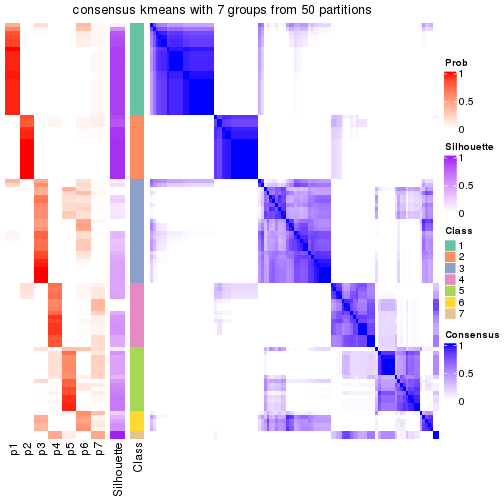 consensus kmeans with 7 groups from 50 partitions
Prob
1
0.5
0
Silhouette
1
0.5
0
Class
1
2
3
4
5
6
7
Consensus
1
0.5
0
p1
p2
p3
p4
p5
p6
p7
Silhouette
Class